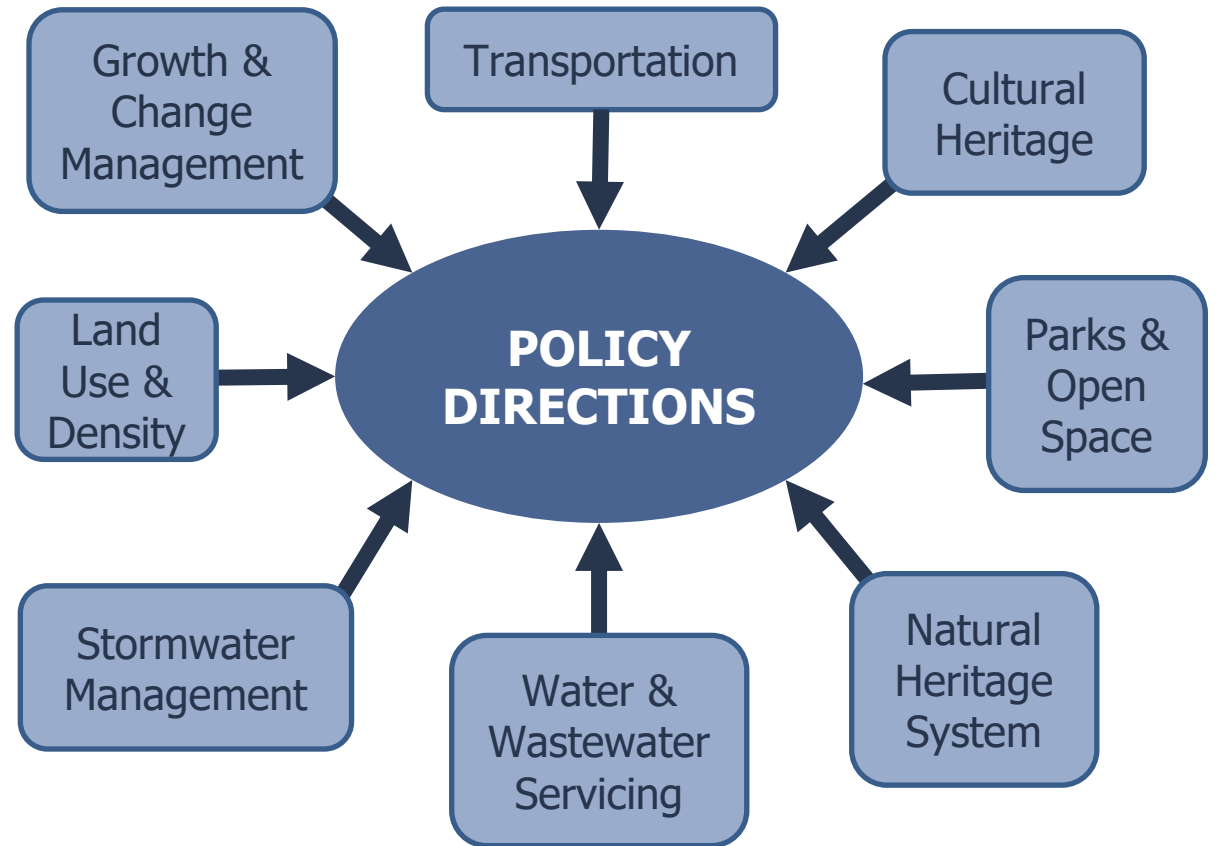 Growth &
Change
Management
Transportation
Cultural
Heritage
Land
Use &
Density
POLICY
DIRECTIONS
Parks &
Open
Space
Stormwater
Management
Water &
Wastewater
Servicing
Natural
Heritage
System